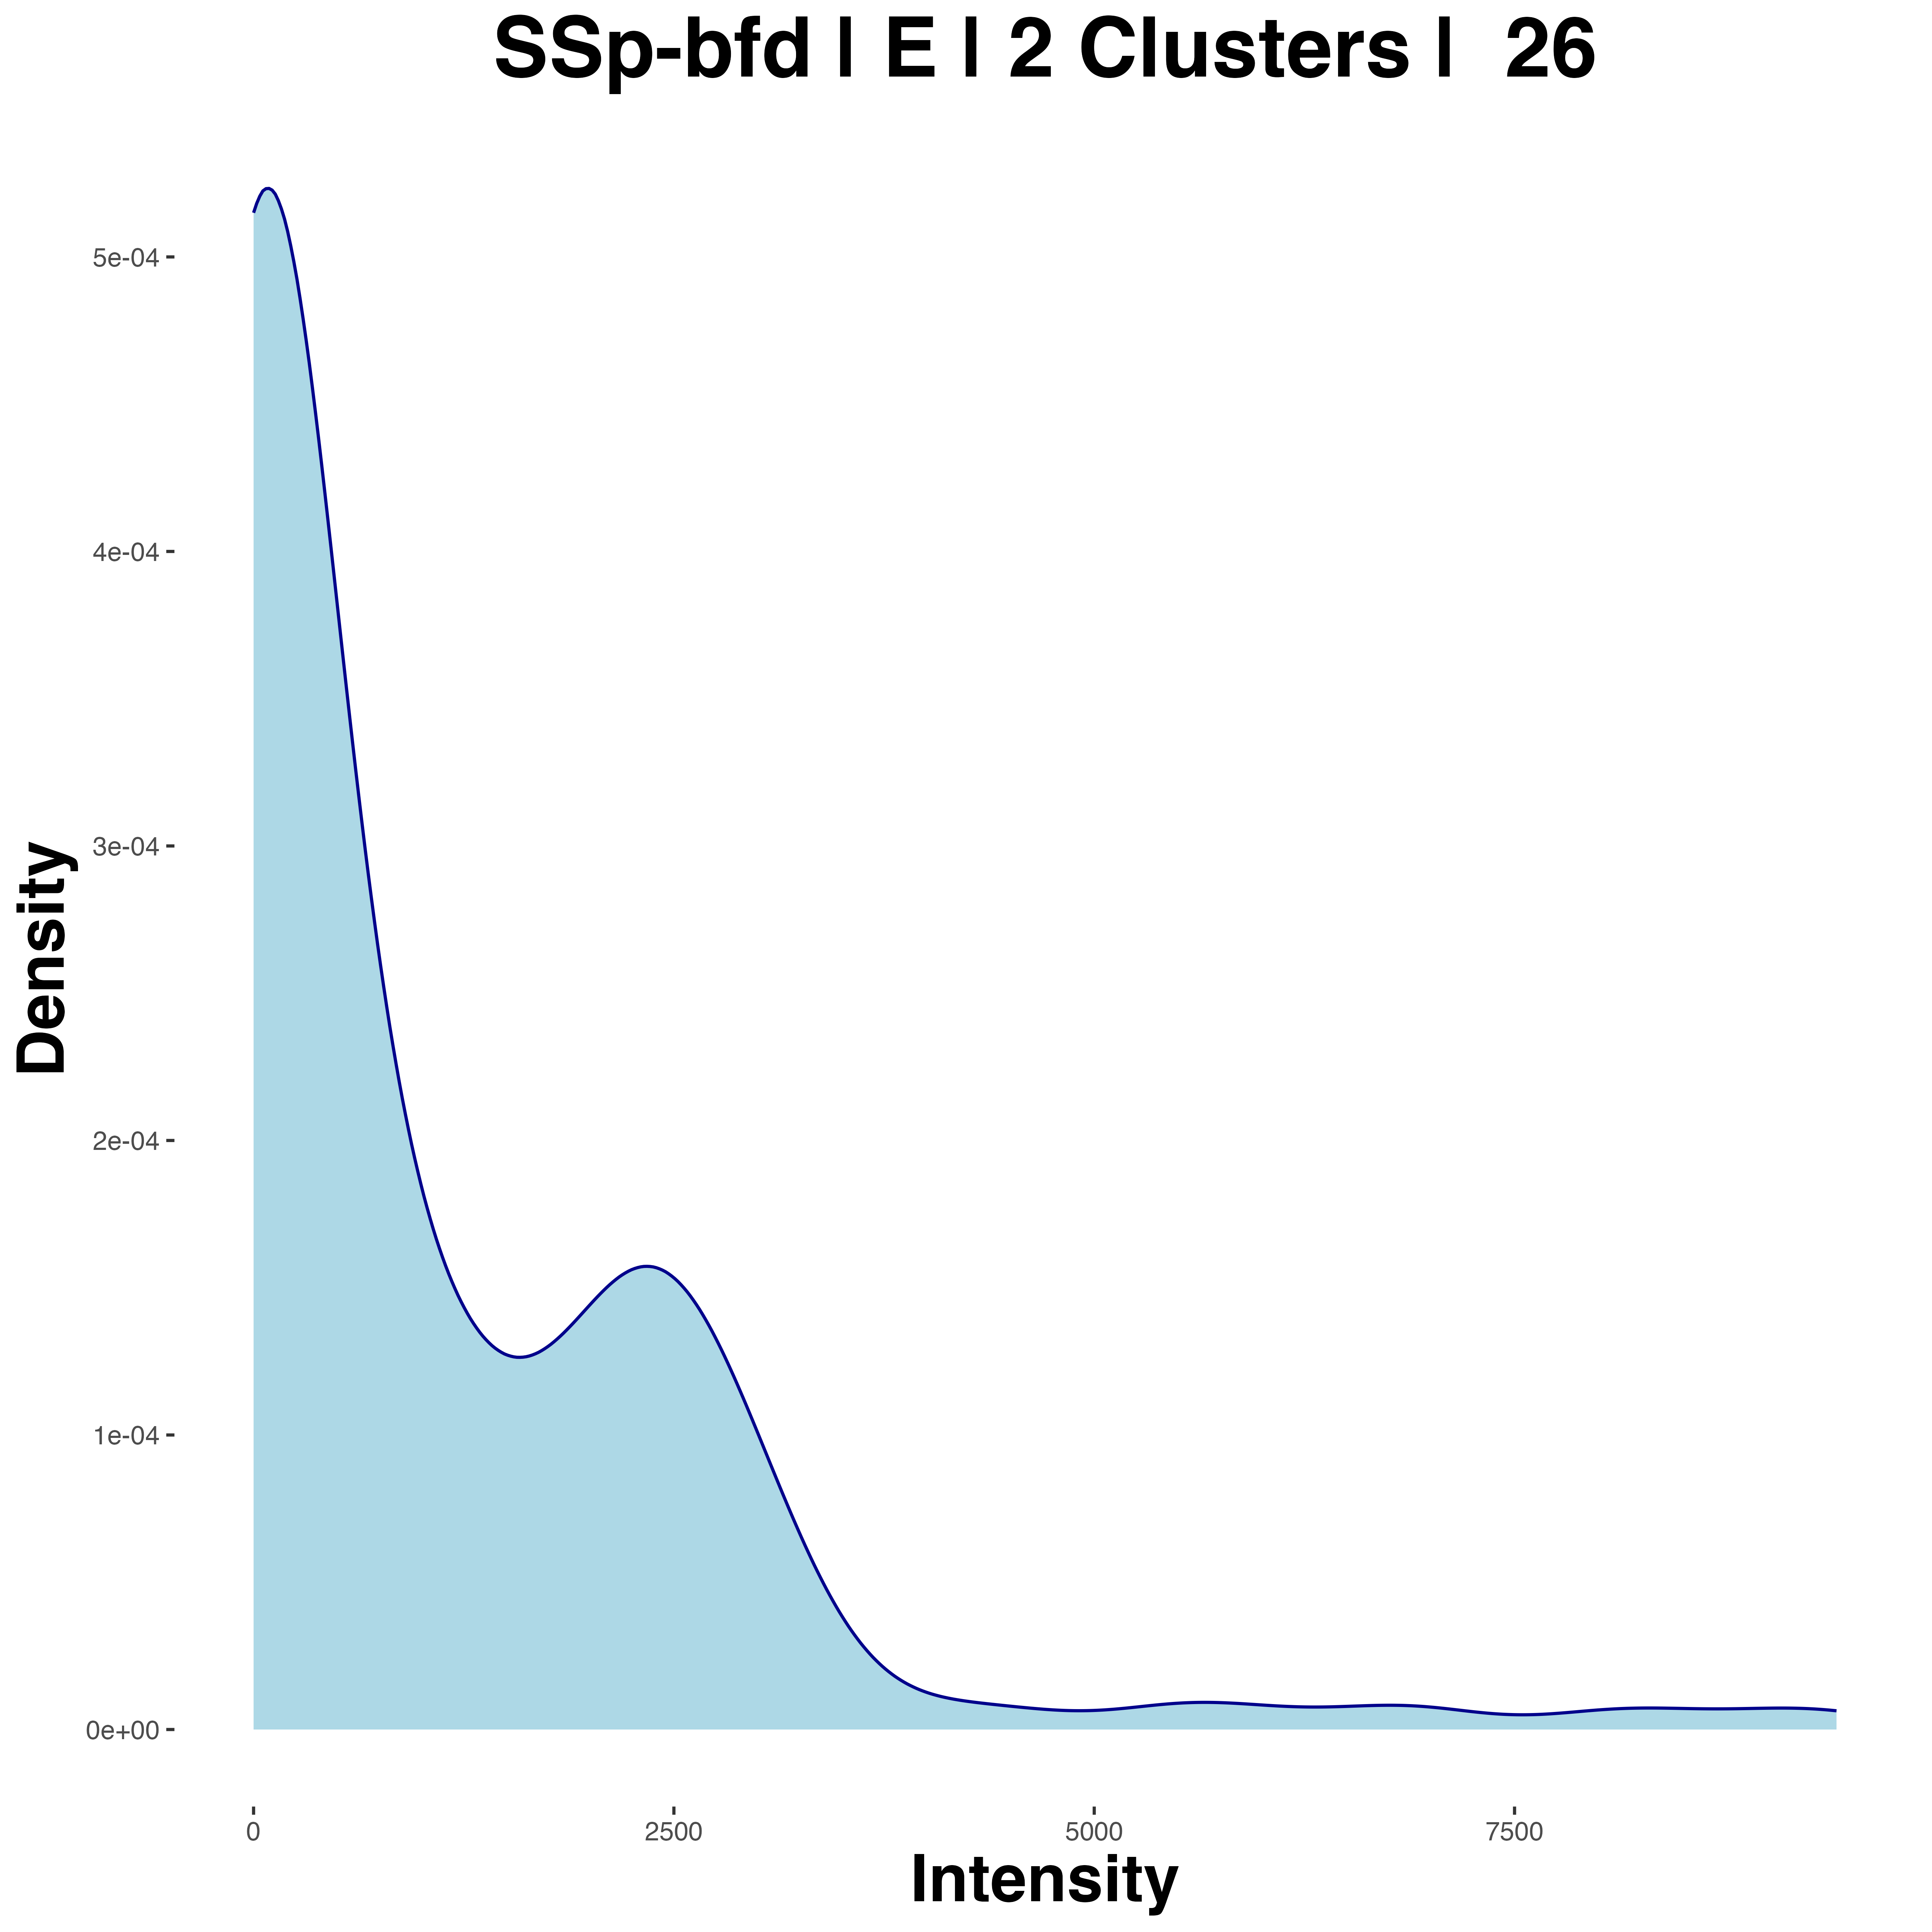 SSp-bfd | E | 2 Clusters | 26
5e-04
4e-04
3e-04
2e-04
1e-04
0e+00
Density
0 2500 5000 7500
Intensity